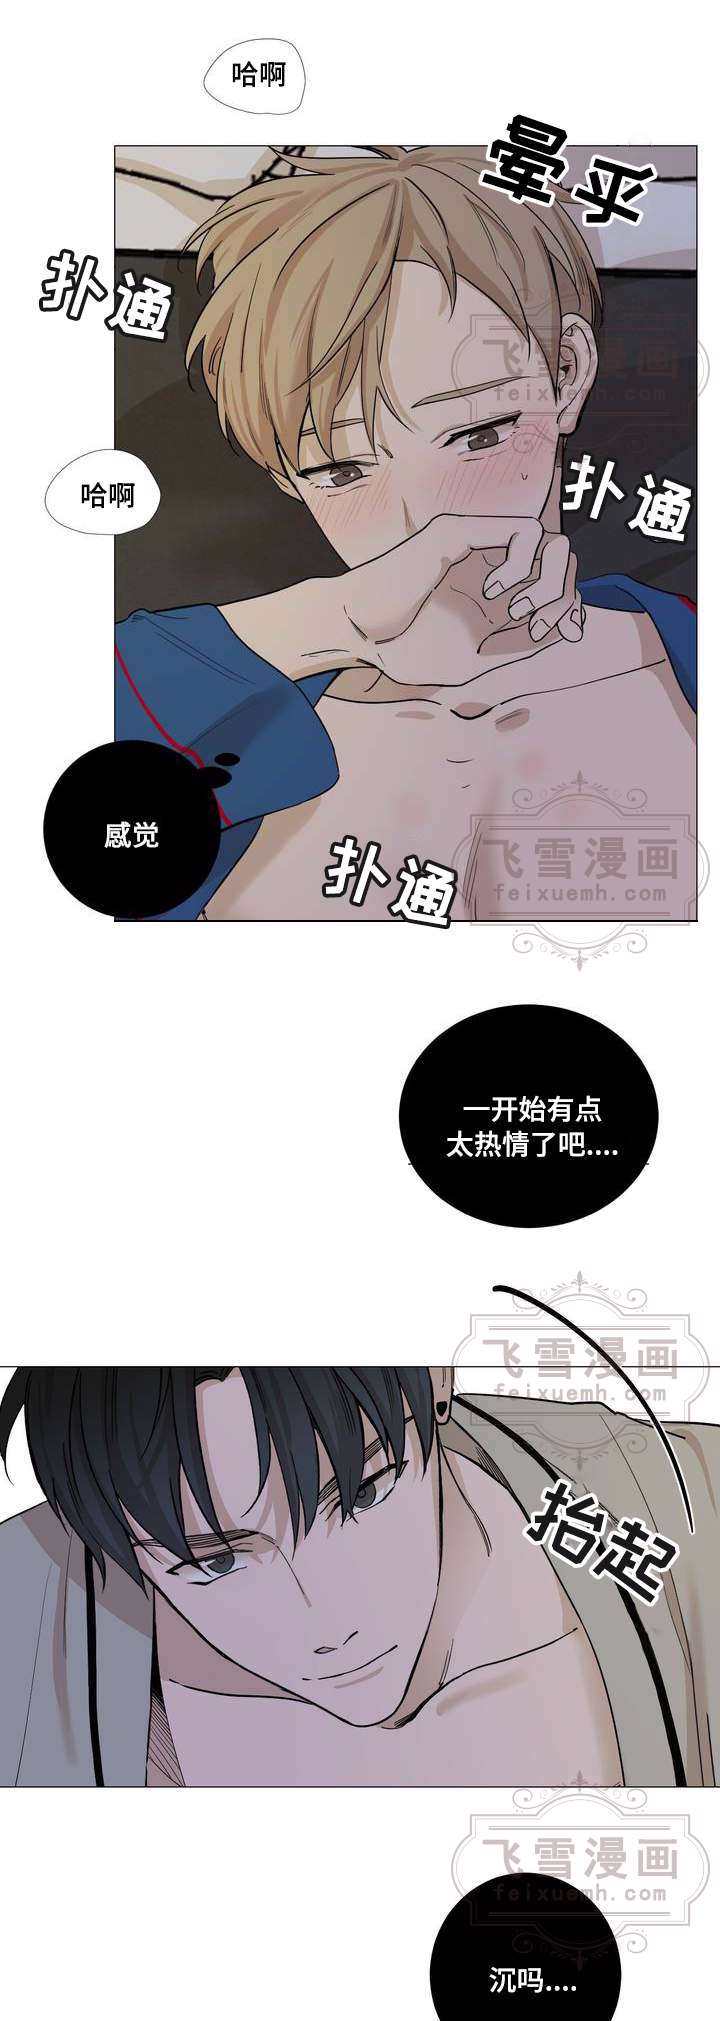 哈啊
晕乎
扑通
飞雪漫画
feixuemh.com
哈啊
扑通
感觉
飞雪漫画
feixuemh.com
扑通
一开始有点
太热情了吧....
飞雪漫画
feixuemh.com
抬起
飞雪漫画
feixuemh.com
沉吗....